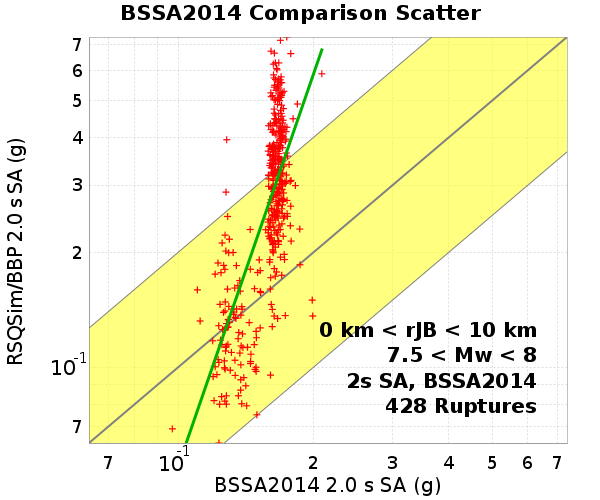 BSSA2014 Comparison Scatter
RSQSim/BBP 2.0 s SA (g)
7
6
5
4
3
2
10-1
7
0 km < rJB < 10 km
7.5 < Mw < 8
2s SA, BSSA2014
428 Ruptures
7 10-1 2 3 4 5 6 7
BSSA2014 2.0 s SA (g)